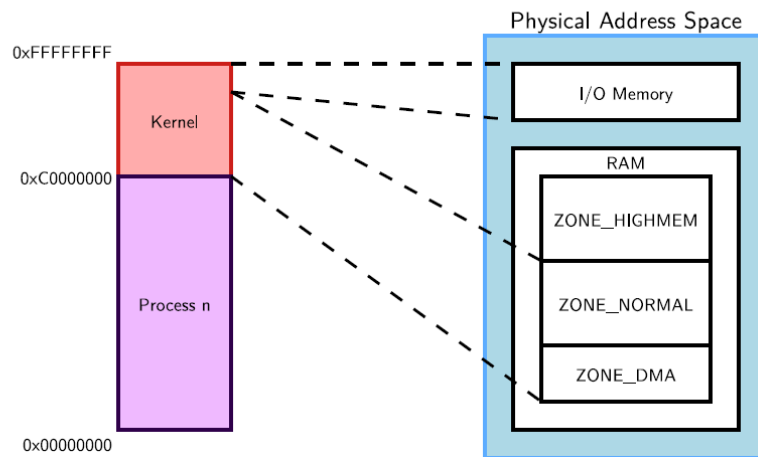 Physical Address Space
0xFFFFFFFF
I/O Memory
Kernel
RAM
0xC0000000
ZONE_HIGHMEM
Process n
ZONE_NORMAL
ZONE_DMA
0x00000000